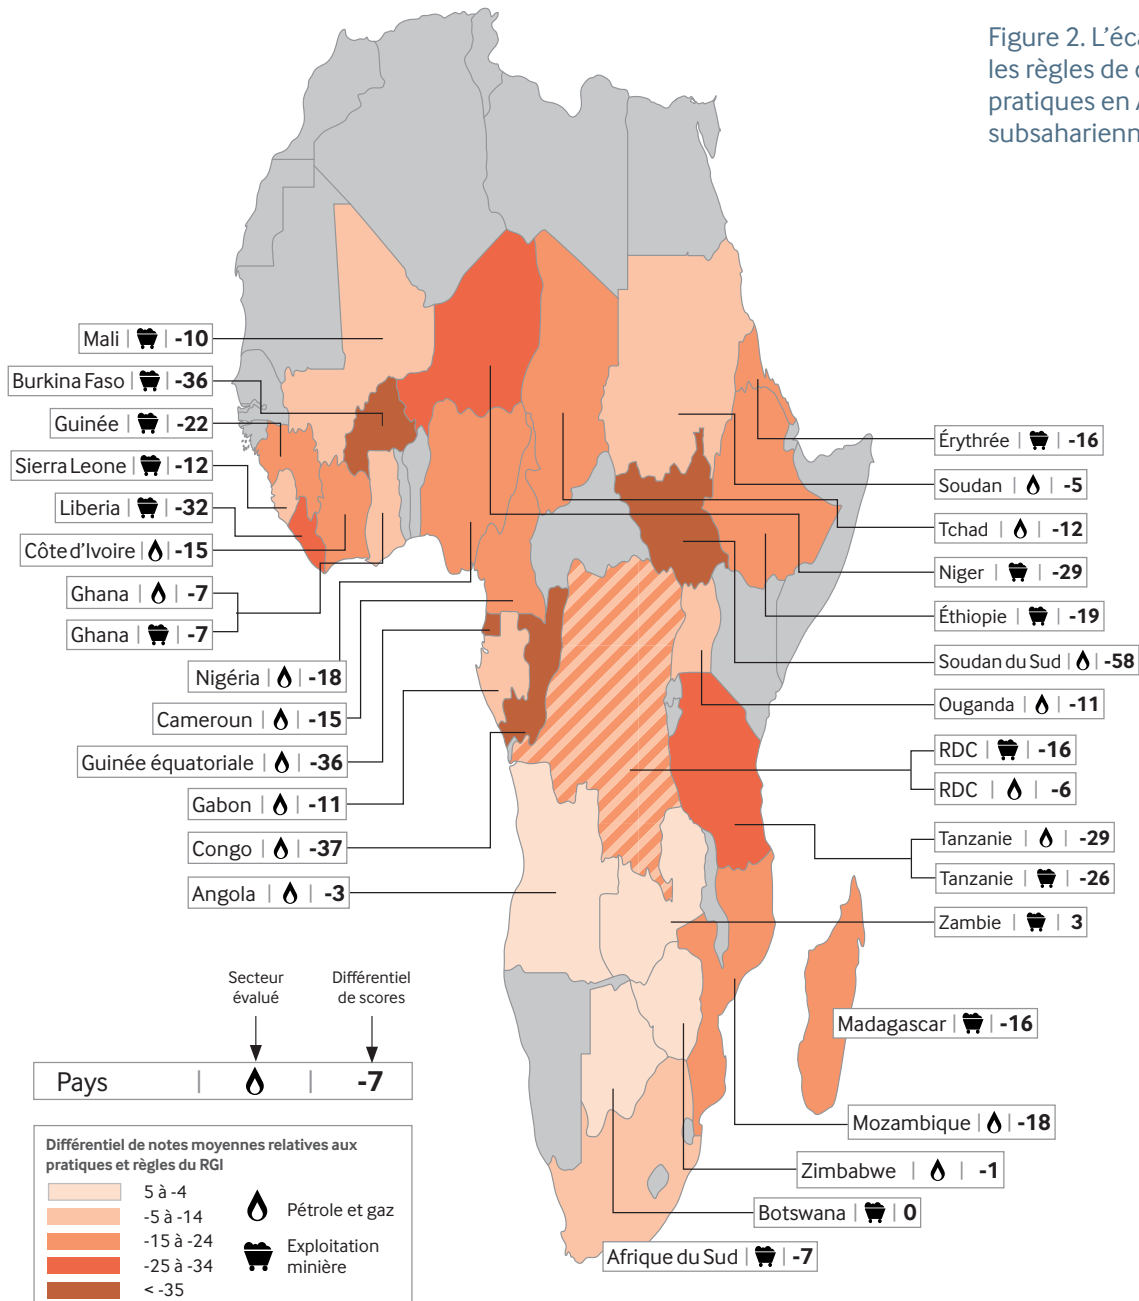 Figure 2. L'éca
les règles de
pratiques en A
subsaharienn
Mali | | -10
Burkina Faso | | -36
Guinée | | -22
Sierra Leone | | -12
Liberia | | -32
Côte d'Ivoire | | -15
Ghana | | -7
Ghana | | -7
Nigéria | | -18
Cameroun | | -15
Guinée équatoriale | | -36
Gabon | | -11
Congo | | -37
Angola | | -3
Érythrée | | -16
Soudan | | -5
Tchad | | -12
Niger | | -29
Éthiopie | | -19
Soudan du Sud | | -58
Ouganda | | -11
RDC | | -16
RDC | | -6
Tanzanie | | -29
Tanzanie | | -26
Zambie | | 3
Madagascar | | -16
Mozambique | | -18
Zimbabwe | | -1
Botswana | | 0
Afrique du Sud | | -7
Secteur
évalué
Différentiel
de scores
Pays | | -7
Différentiel de notes moyennes relatives aux
pratiques et règles du RGI
5 à -4
-5 à -14
-15 à -24
-25 à -34
< -35
Pétrole et gaz
Exploitation
minière